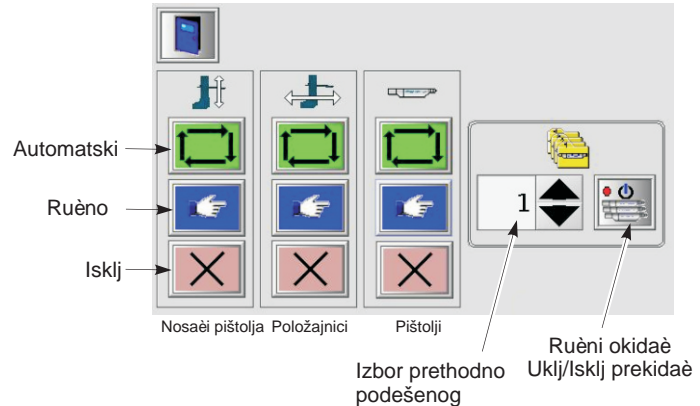 Automatski
Ruèno
Isklj
1
Nosaèi pištolja Položajnici Pištolji
Izbor prethodno
podešenog
Ruèni okidaè
Uklj/Isklj prekidaè